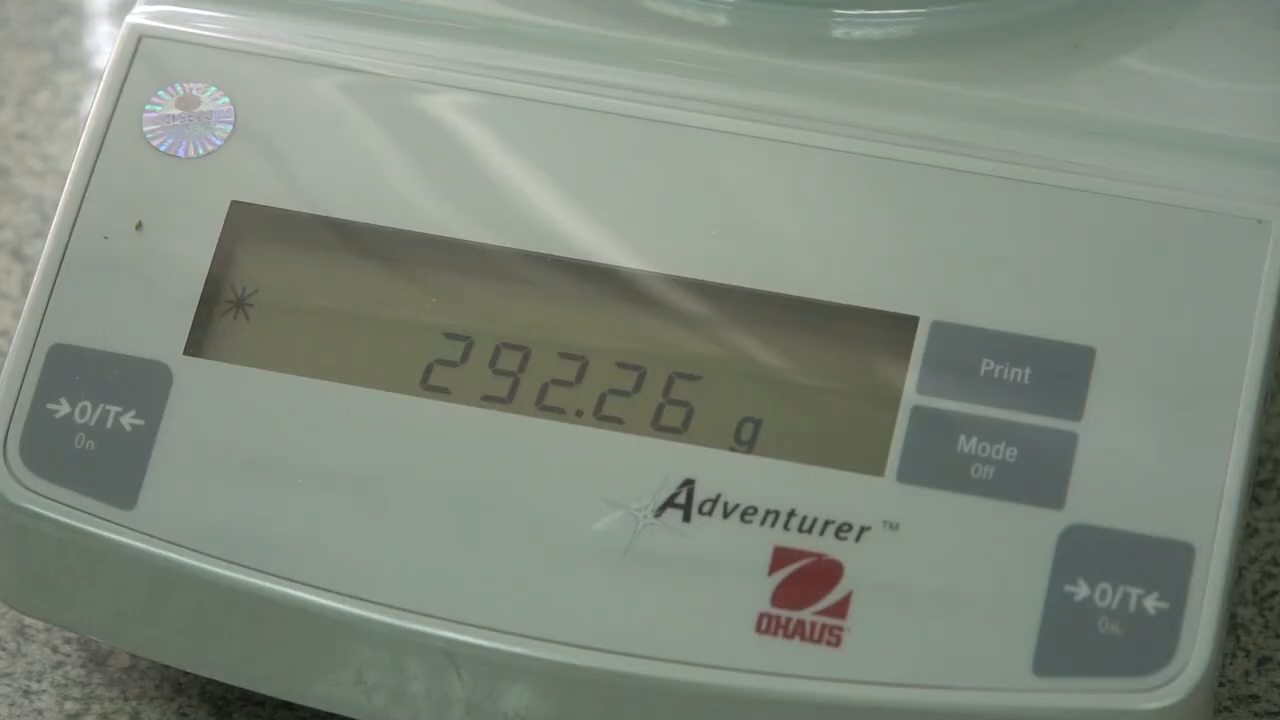 * 292.26 g
Print
Mode
Off
→0/T←
On
Adventurer™
OHAUS
→0/T←
On